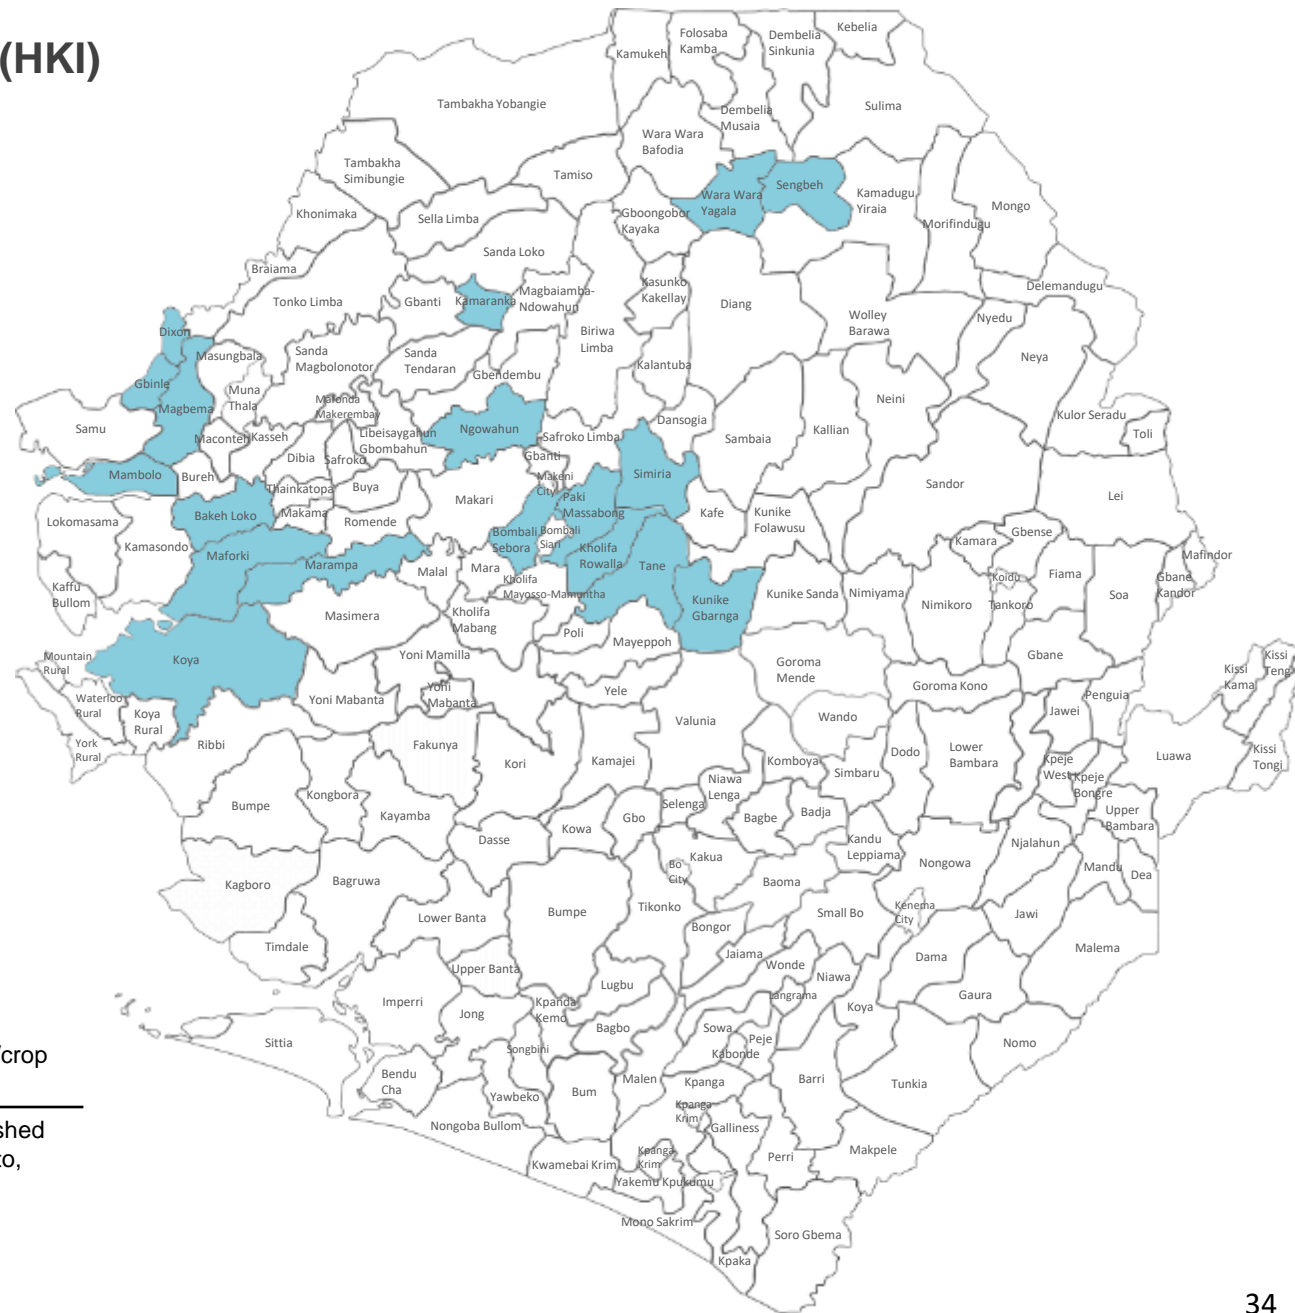 (HKI)
Kebelia
Folosaba
Kamba
Dembelia
Sinkunia
Kamukeh
Tambakha Yobangie
Sulima
Dembelia
Musaia
Wara Wara
Bafodia
Tambakha
Simibungie
Tamiso
Sengbeh
Wara Wara
Yagala
Kamadugu
Yiraia
Mongo
Khonimaka
Sella Limba
Gboongobor
Kayaka
Morifindugu
Sanda Loko
Braiama
Kasunko
Kakellay
Delemandugu
Tonko Limba
Gbanti
Kamaranka
Magbaiamba-
Ndowahun
Diang
Wolley
Barawa
Nyedu
Dixon
Biriwa
Limba
Neya
Masungbala
Sanda
Magbolonotor
Sanda
Tendaran
Kalantuba
Gbendembu
Gbinle
Muna
Thala
Mafonda
Makerembay
Neini
Magbema
Dansogia
Kulor Seradu
Samu
Maconteh
Kasseh
Libeisaygahun
Gbombahun
Ngowahun
Safroko Limba
Sambaia
Kallian
Toli
Dibia
Safroko
Gbanti
Mambolo
Bureh
Makeni
City
Simiria
Thainkatopa
Buya
Makari
Paki
Massabong
Sandor
Lei
Bakeh Loko
Makama
Romende
Kafe
Kunike
Folawusu
Lokomasama
Kamasondo
Bombali
Sebora
Bombali
Siari
Kamara
Gbense
Maforki
Marampa
Kholifa
Rowalla
Tane
Mafindor
Malal
Mara
Kholifa
Mayosso-Mamuntha
Koidu
Fiama
Gbane
Kandor
Kaffu
Bullom
Kunike
Gbarnga
Kunike Sanda
Nimiyama
Nimikoro
Tankoro
Soa
Masimera
Kholifa
Mabang
Poli
Mayeppoh
Mountain
Rural
Koya
Yoni Mamilla
Goroma
Mende
Gbane
Kissi
Teng
Kissi
Kama
Waterloo
Rural
Yoni Mabanta
Yoni
Mabanta
Yele
Goroma Kono
Penguia
Koya
Rural
Valunia
Wando
Jawei
York
Rural
Ribbi
Fakunya
Kori
Kamajei
Komboya
Simbaru
Dodo
Lower
Bambara
Luawa
Kissi
Tongi
Kpeje
West
Kpeje
Bongre
Bumpe
Kongbora
Kayamba
Niawa
Lenga
Selenga
Gbo
Bagbe
Badja
Upper
Bambara
Dasse
Kowa
Kandu
Leppiama
Njalahun
Kakua
Bo
City
Nongowa
Mandu
Dea
Kagboro
Bagruwa
Baoma
Tikonko
Lower Banta
Bumpe
Small Bo
Kenema
City
Jawi
Bongor
Timdale
Malema
Jaiama
Wonde
Dama
Upper Banta
Niawa
Lugbu
Langrama
Gaura
Imperri
Kpanda
Kemo
Koya
Jong
Bagbo
Sowa
Peje
Sittia
Songbini
Kabonde
Nomo
/crop
Bendu
Cha
Malen
Kpanga
Barri
Tunkia
Yawbeko
Bum
Kpanga
Krim
shed
Nongoba Bullom
Galliness
to,
Kpanga
Krim
Perri
Makpele
Kwamebai Krim
Yakemu Kpukumu
Mono Sakrim
Soro Gbema
Kpaka
34